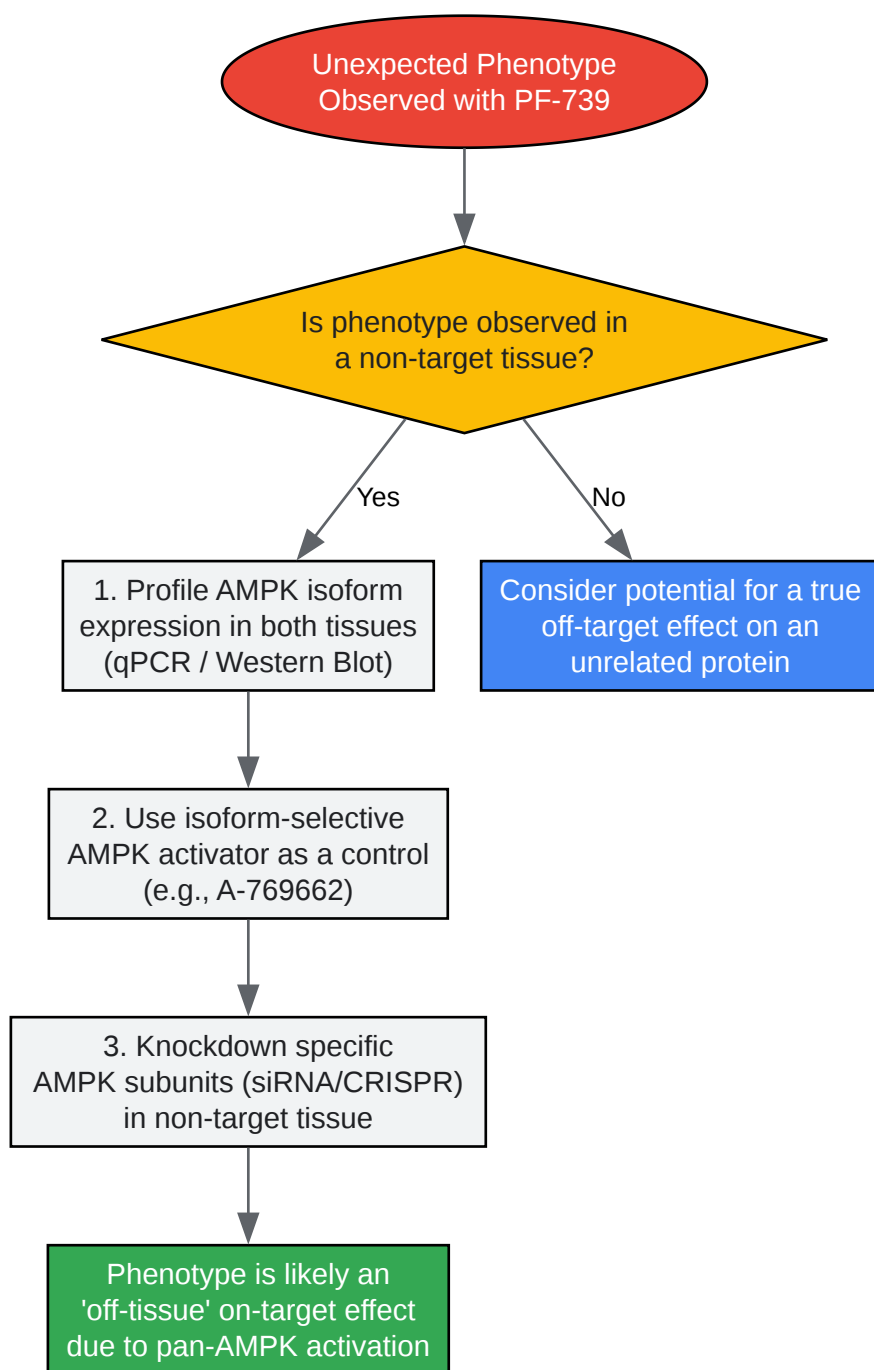 Unexpected Phenotype
Observed with PF-739
Is phenotype observed in
a non-target tissue?
Yes
No
1. Profile AMPK isoform
expression in both tissues
(qPCR / Western Blot)
Consider potential for a true
off-target effect on an
unrelated protein
2. Use isoform-selective
AMPK activator as a control
(e.g., A-769662)
3. Knockdown specific
AMPK subunits (siRNA/CRISPR)
in non-target tissue
Phenotype is likely an
'off-tissue' on-target effect
due to pan-AMPK activation